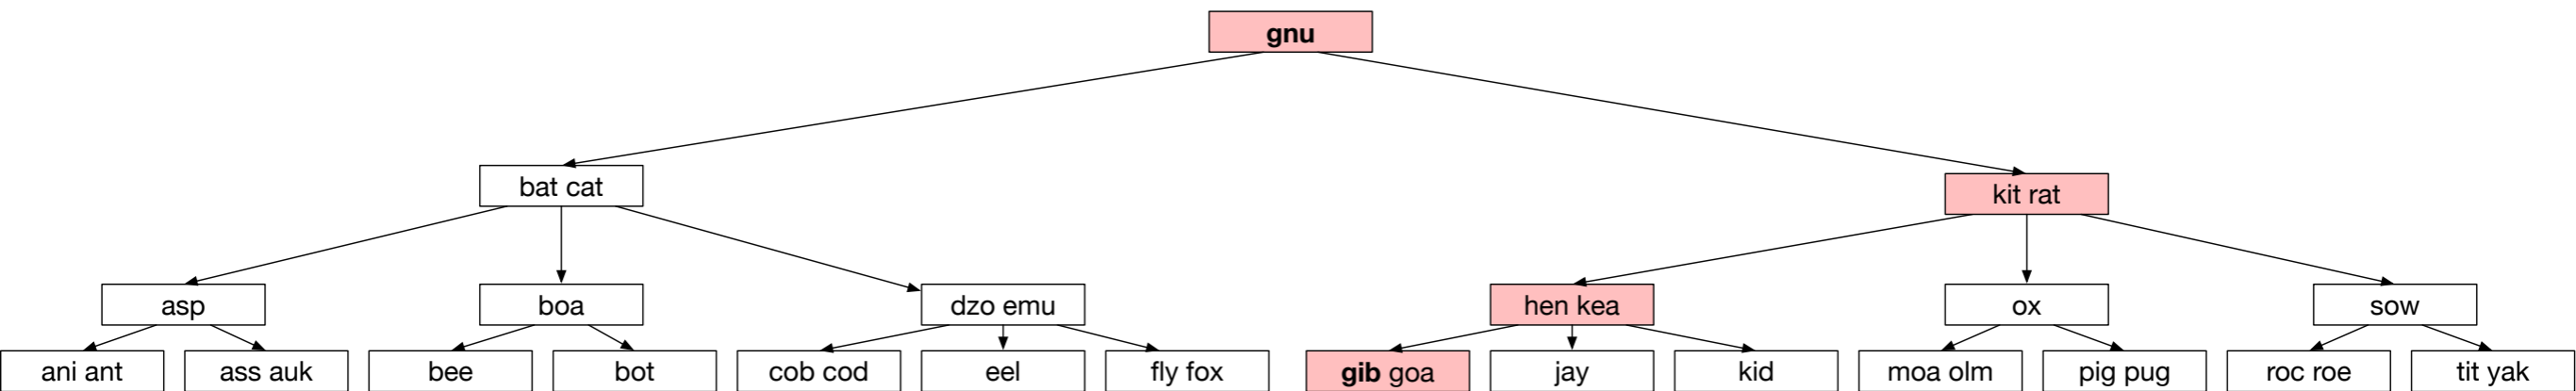 gnu
bat cat
kit rat
asp
boa
dzo emu
hen kea
ox
sow
ani ant
ass auk
bee
bot
cob cod
eel
fly fox
gib goa
jay
kid
moa olm
pig pug
roc roe
tit yak